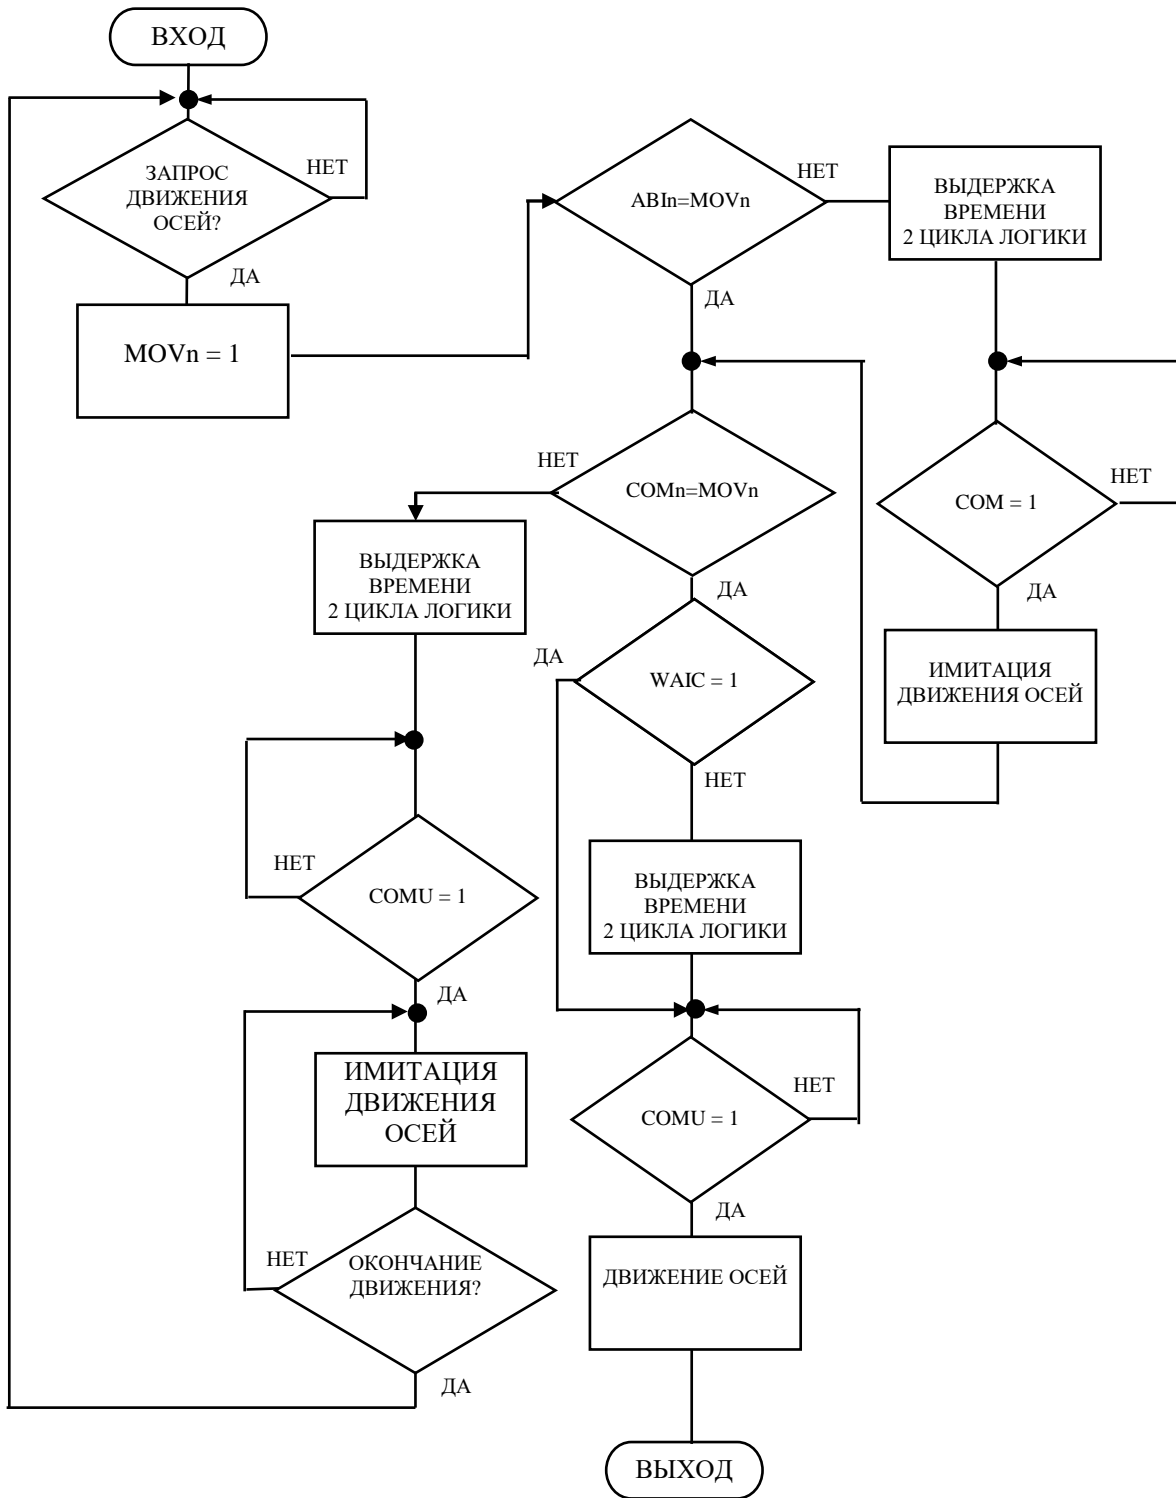 ВХОД
ЗАПРОС
ДВИЖЕНИЯ
ОСЕЙ?
НЕТ
ДА
MOVn = 1
ABIn=MOVn
НЕТ
ДА
ВЫДЕРЖКА
ВРЕМЕНИ
2 ЦИКЛА ЛОГИКИ
COM = 1
НЕТ
ДА
ИМИТАЦИЯ
ДВИЖЕНИЯ ОСЕЙ
COMn=MOVn
НЕТ
ДА
ВЫДЕРЖКА
ВРЕМЕНИ
2 ЦИКЛА ЛОГИКИ
WAIC = 1
ДА
НЕТ
ВЫДЕРЖКА
ВРЕМЕНИ
2 ЦИКЛА ЛОГИКИ
COMU = 1
НЕТ
ДА
ИМИТАЦИЯ
ДВИЖЕНИЯ
ОСЕЙ
ОКОНЧАНИЕ
ДВИЖЕНИЯ?
НЕТ
ДА
COMU = 1
НЕТ
ДА
ДВИЖЕНИЕ ОСЕЙ
ВЫХОД